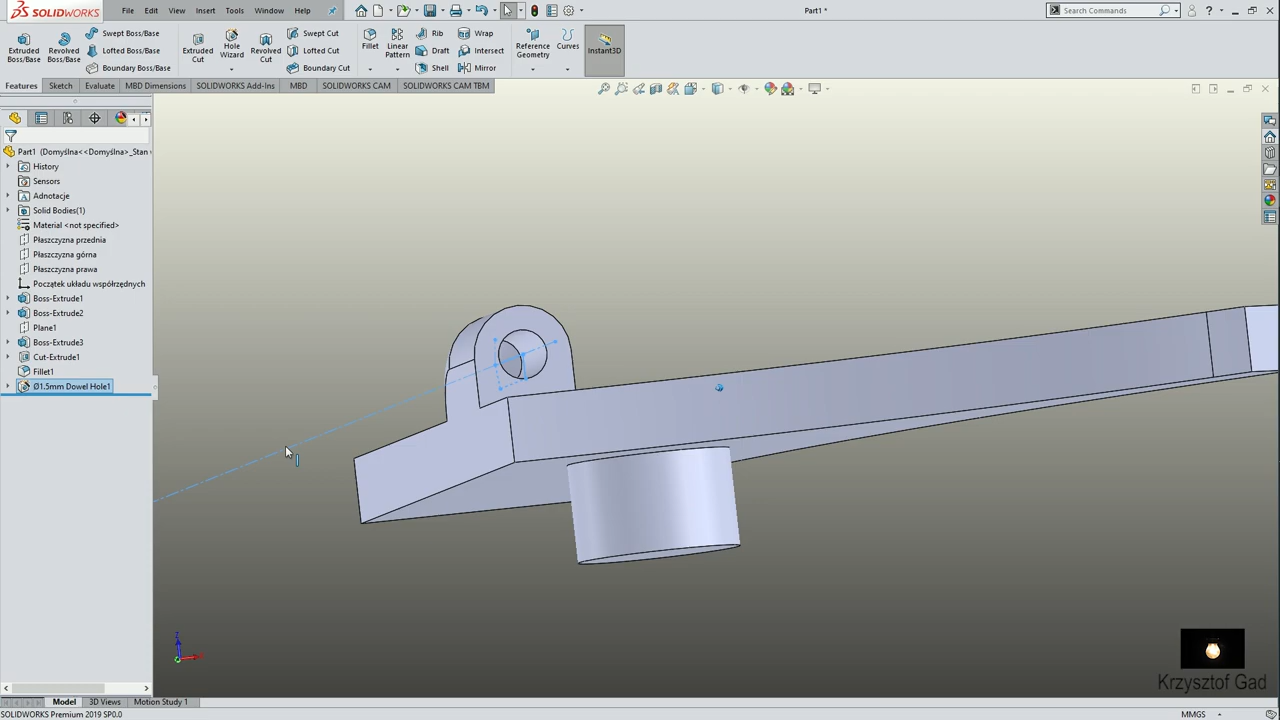 SOLIDWORKS
File
Edit
View
Insert
Tools
Window
Help
Part1 *
Search Commands
Extruded Boss/Base
Revolved Boss/Base
Swept Boss/Base
Lofted Boss/Base
Boundary Boss/Base
Extruded Cut
Hole Wizard
Revolved Cut
Swept Cut
Lofted Cut
Boundary Cut
Fillet
Linear Pattern
Rib
Draft
Shell
Wrap
Intersect
Mirror
Reference Geometry
Curves
Instant3D
Features
Sketch
Evaluate
MBD Dimensions
SOLIDWORKS Add-Ins
MBD
SOLIDWORKS CAM
SOLIDWORKS CAM TBM
Part1 (Domyślna<<Domyślna>_Stan
History
Sensors
Adnotacje
Solid Bodies(1)
Material <not specified>
Płaszczyzna przednia
Płaszczyzna górna
Płaszczyzna prawa
Początek układu współrzędnych
Boss-Extrude1
Boss-Extrude2
Plane1
Boss-Extrude3
Cut-Extrude1
Fillet1
Ø1.5mm Dowel Hole1
Z
Krzysztof Gad
Model
3D Views
Motion Study 1
SOLIDWORKS Premium 2019 SP0.0
MMGS